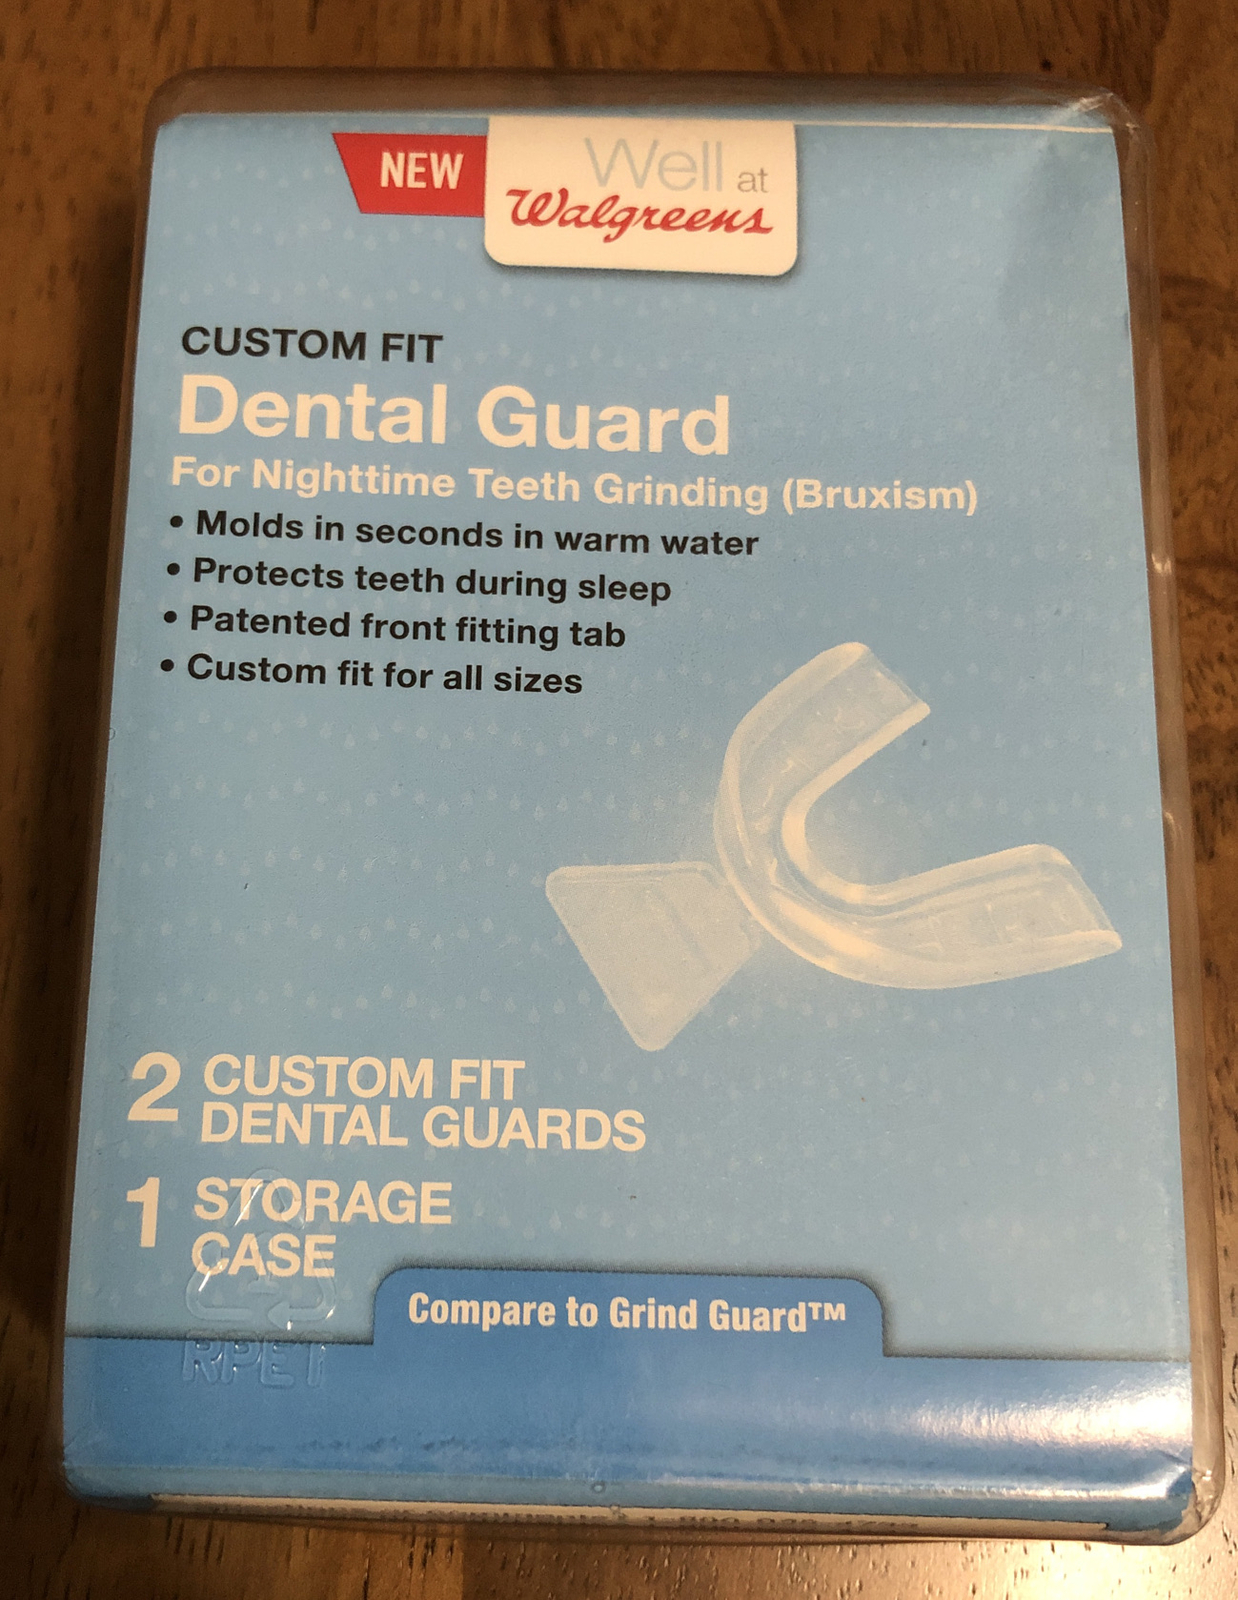 NEW
Well at
Walgreens
CUSTOM FIT
Dental Guard
For Nighttime Teeth Grinding (Bruxism)
• Molds in seconds in warm water
• Protects teeth during sleep
• Patented front fitting tab
• Custom fit for all sizes
2 CUSTOM FIT
DENTAL GUARDS
1 STORAGE
CASE
1
RPET
Compare to Grind Guard™